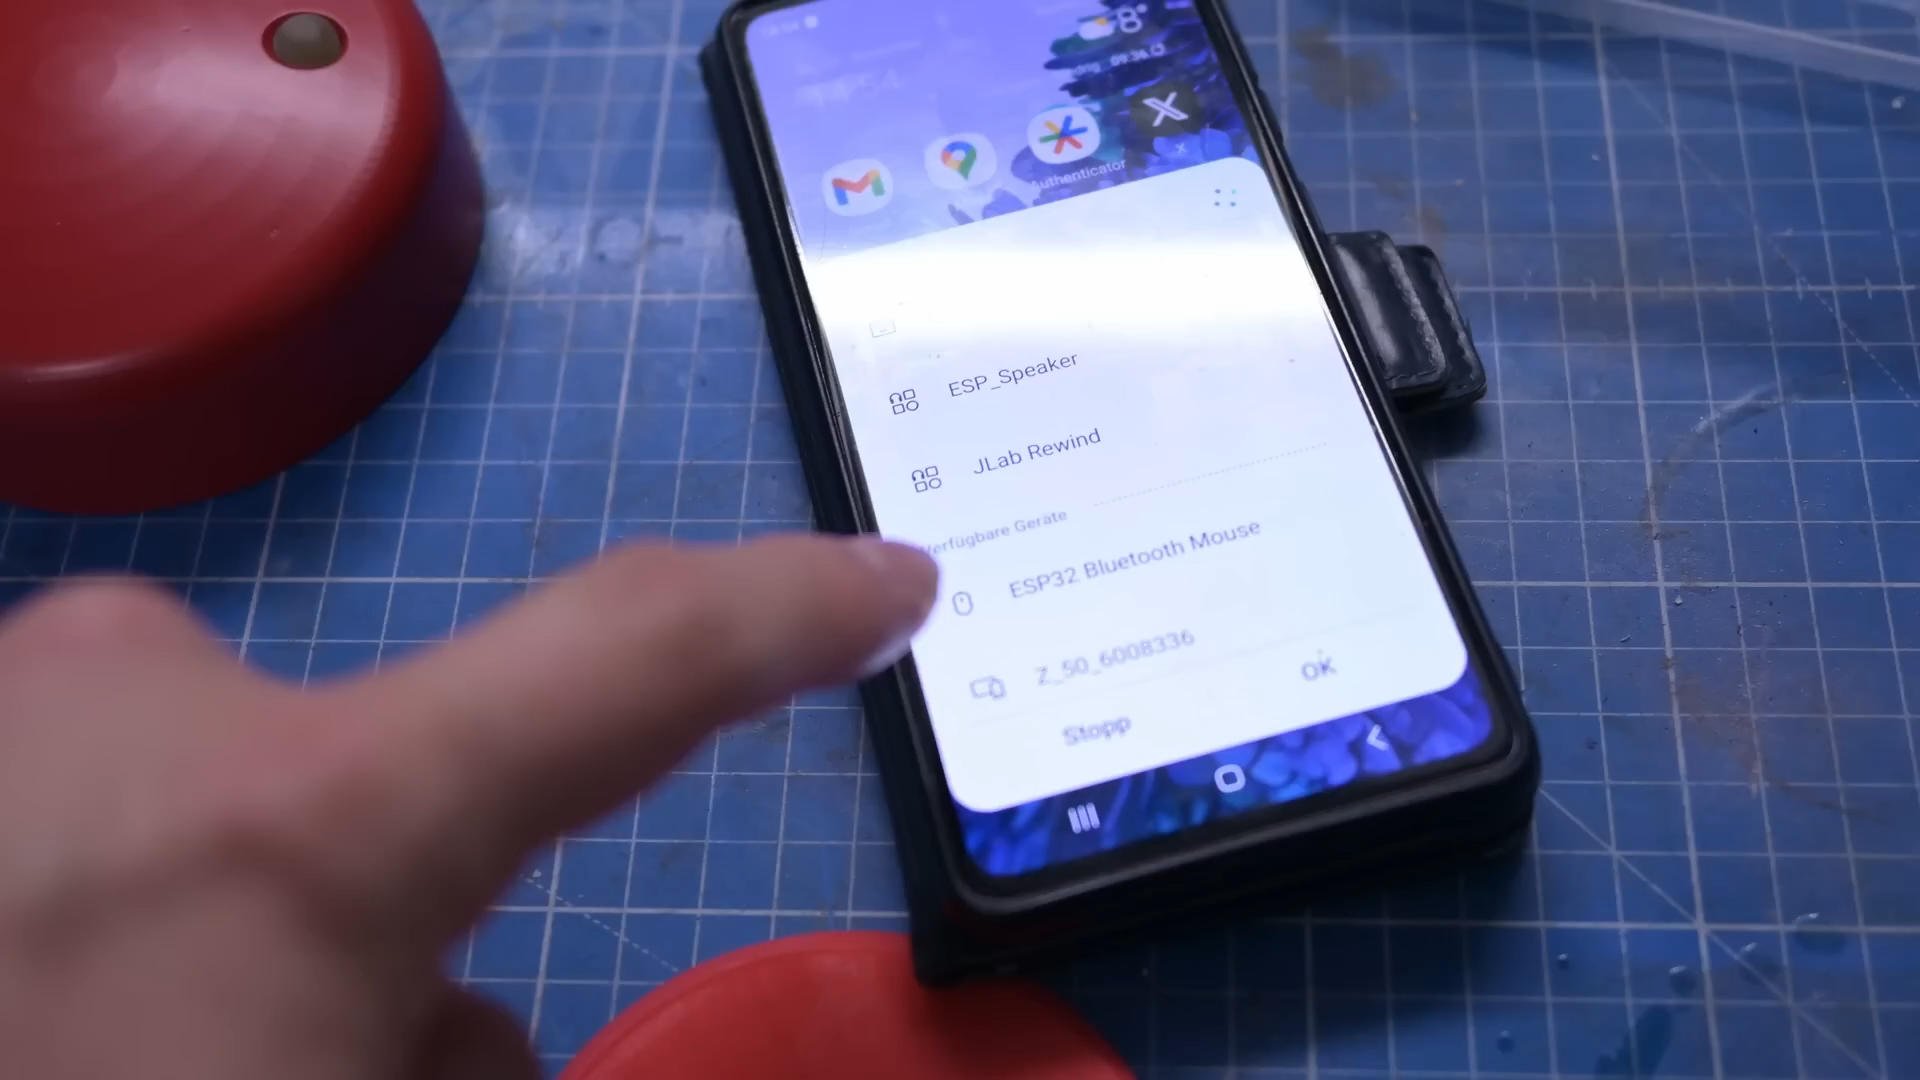 Authenticator
X
ESP_Speaker
JLab Rewind
Verfügbare Geräte
ESP32 Bluetooth Mouse
Z_50_6008336
Stopp
OK